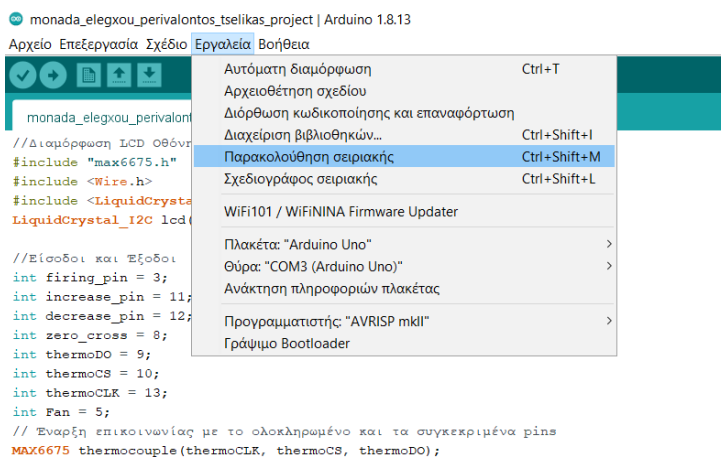 monada_elegxou_perivalontos_tselikas_project | Arduino 1.8.13
Αρχείο Επεξεργασία Σχέδιο Εργαλεία Βοήθεια
Αυτόματη διαμόρφωση Ctrl+T
Αρχειοθέτηση σχεδίου
Διόρθωση κωδικοποίησης και επαναφόρτωση
Διαχείριση βιβλιοθηκών... Ctrl+Shift+I
Παρακολούθηση σειριακής Ctrl+Shift+M
Σχεδιογράφος σειριακής Ctrl+Shift+L
WiFi101 / WiFiNINA Firmware Updater
Πλακέτα: "Arduino Uno"
Θύρα: "COM3 (Arduino Uno)"
Ανάκτηση πληροφοριών πλακέτας
Προγραμματιστής: "AVRISP mkII"
Γράψιμο Bootloader
monada_elegxou_perivalont
//Διαμόρφωση LCD Οθόν
#include "max6675.h"
#include <Wire.h>
#include <LiquidCrysta
LiquidCrystal_I2C lcd(
//Είσοδοι και Έξοδοι
int firing_pin = 3;
int increase_pin = 11;
int decrease_pin = 12;
int zero_cross = 8;
int thermoDO = 9;
int thermoCS = 10;
int thermoCLK = 13;
int Fan = 5;
// Έναρξη επικοινωνίας με το ολοκληρωμένο και τα συγκεκριμένα pins
MAX6675 thermocouple(thermoCLK, thermoCS, thermoDO);